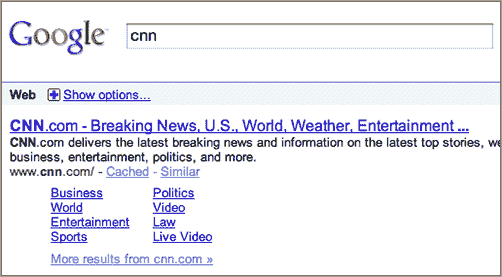 Google cnn
Web Show options...
CNN.com - Breaking News, U.S., World, Weather, Entertainment ...
CNN.com delivers the latest breaking news and information on the latest top stories,
business, entertainment, politics, and more.
www.cnn.com/ - Cached - Similar
Business Politics
World Video
Entertainment Law
Sports Live Video
More results from cnn.com »